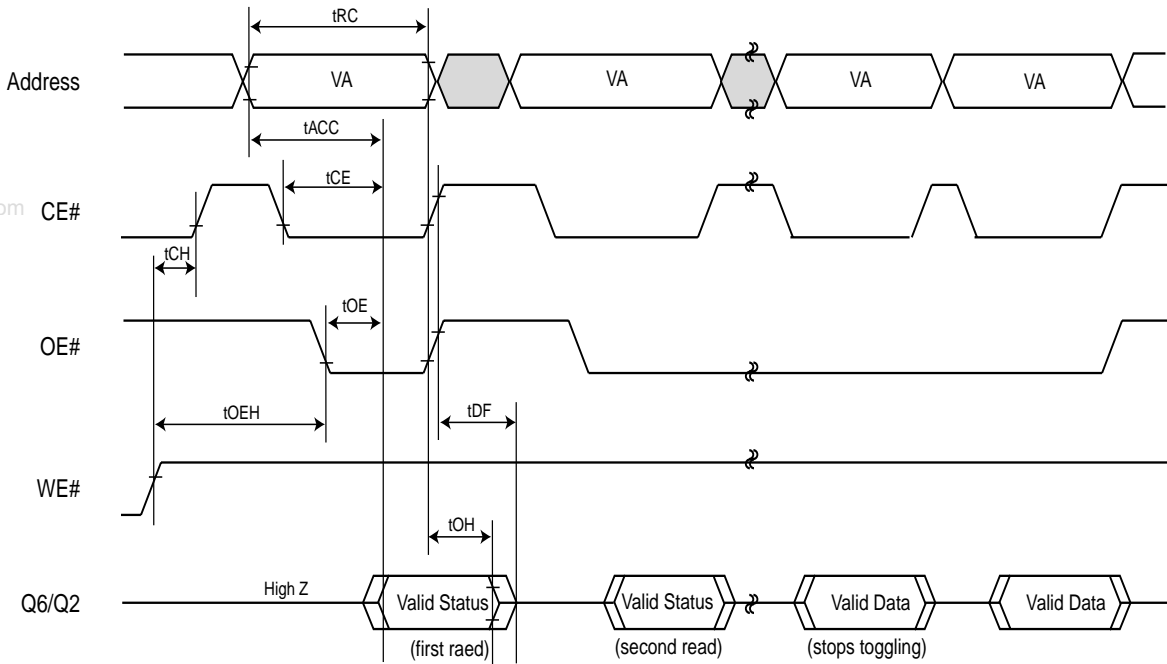 tRC
Address
VA
VA
VA
VA
tACC
tCE
om
CE#
tCH
tOE
OE#
tOEH
tDF
WE#
tOH
High Z
Q6/Q2
Valid Status
Valid Status
Valid Data
Valid Data
(first raed)
(second read)
(stops toggling)